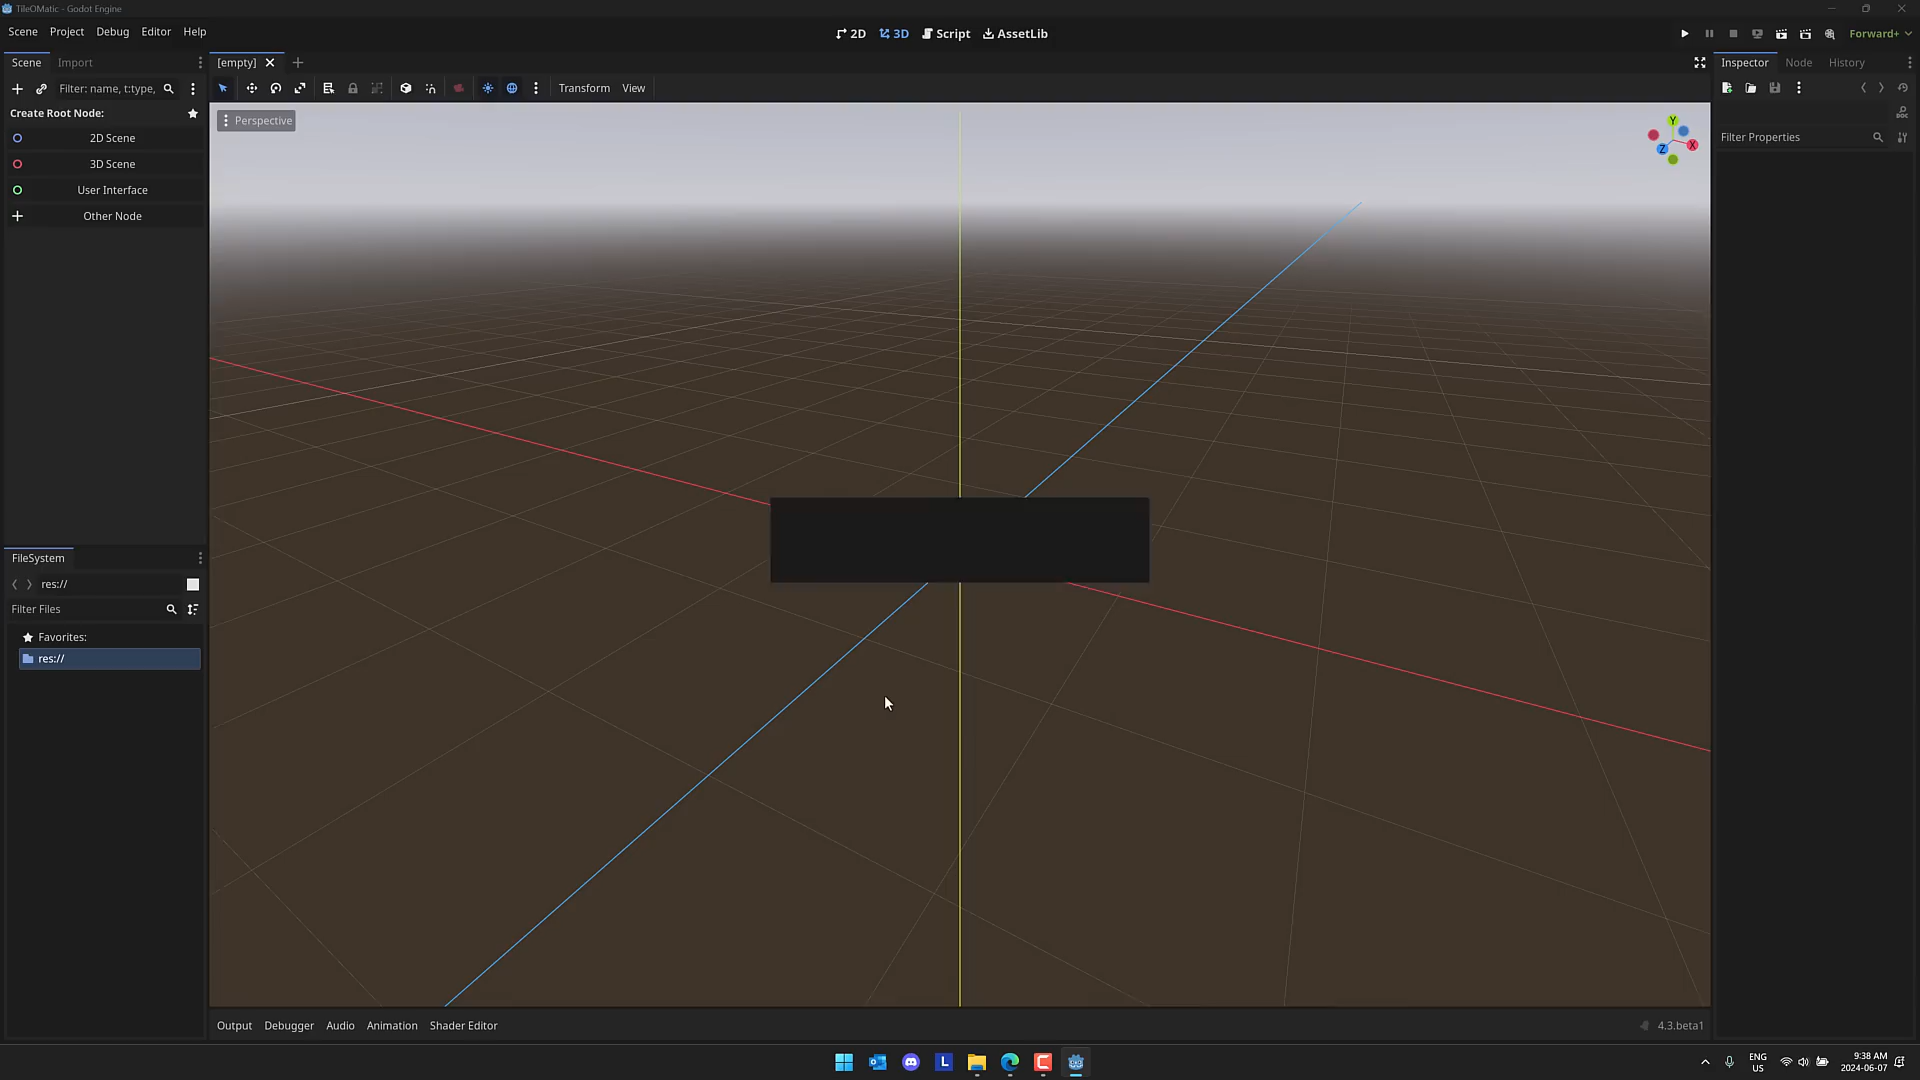 TileOMatic - Godot Engine
Scene Project Debug Editor Help
2D 3D Script AssetLib
Forward+
Scene Import
[empty]
Inspector Node History
Filter: name, t:type,
Transform View
Create Root Node:
Perspective
Y
X
Z
Filter Properties
2D Scene
3D Scene
User Interface
Other Node
FileSystem
res://
Filter Files
Favorites:
res://
Output Debugger Audio Animation Shader Editor
4.3.beta1
L
ENG
US
9:38 AM
2024-06-07